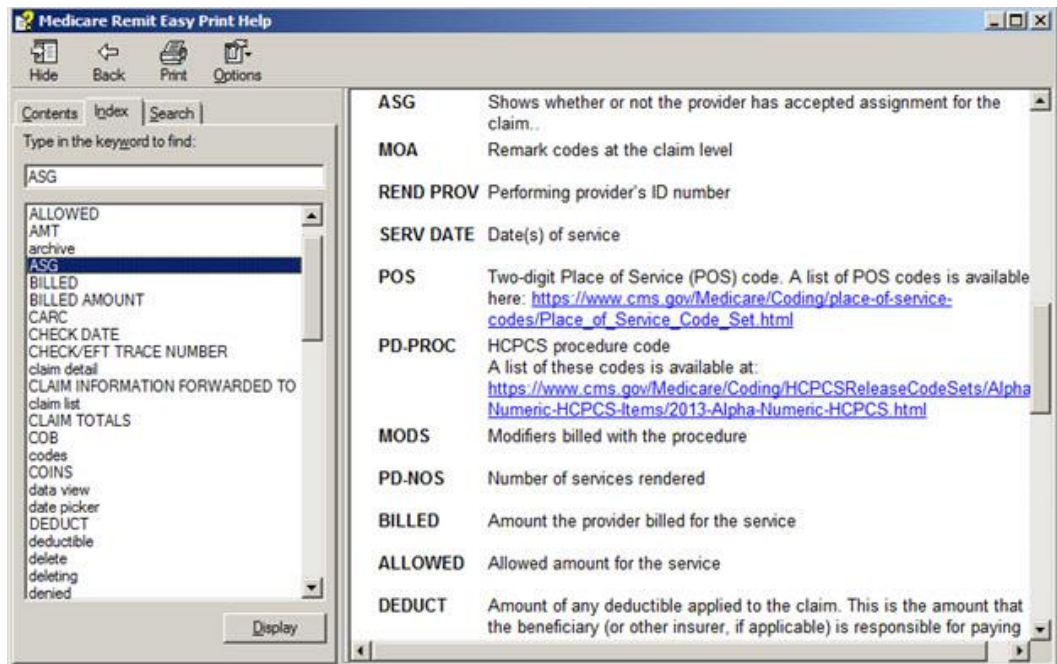 Medicare Remit Easy Print Help
Hide Back Print Options
Contents Index Search
Type in the keyword to find:
ASG
ALLOWED
AMT
archive
ASG
BILLED
BILLED AMOUNT
CARC
CHECK DATE
CHECK/EFT TRACE NUMBER
claim detail
CLAIM INFORMATION FORWARDED TO
claim list
CLAIM TOTALS
COB
codes
COINS
data view
date picker
DEDUCT
deductible
delete
deleting
denied
Display
ASG Shows whether or not the provider has accepted assignment for the
claim..
MOA Remark codes at the claim level
REND PROV Performing provider's ID number
SERV DATE Date(s) of service
POS Two-digit Place of Service (POS) code. A list of POS codes is available
here: https://www.cms.gov/Medicare/Coding/place-of-service-
codes/Place_of_Service_Code_Set.html
PD-PROC HCPCS procedure code
A list of these codes is available at:
https://www.cms.gov/Medicare/Coding/HCPCSReleaseCodeSets/Alpha
Numeric-HCPCS-Items/2013-Alpha-Numeric-HCPCS.html
MODS Modifiers billed with the procedure
PD-NOS Number of services rendered
BILLED Amount the provider billed for the service
ALLOWED Allowed amount for the service
DEDUCT Amount of any deductible applied to the claim. This is the amount that
the beneficiary (or other insurer, if applicable) is responsible for paying